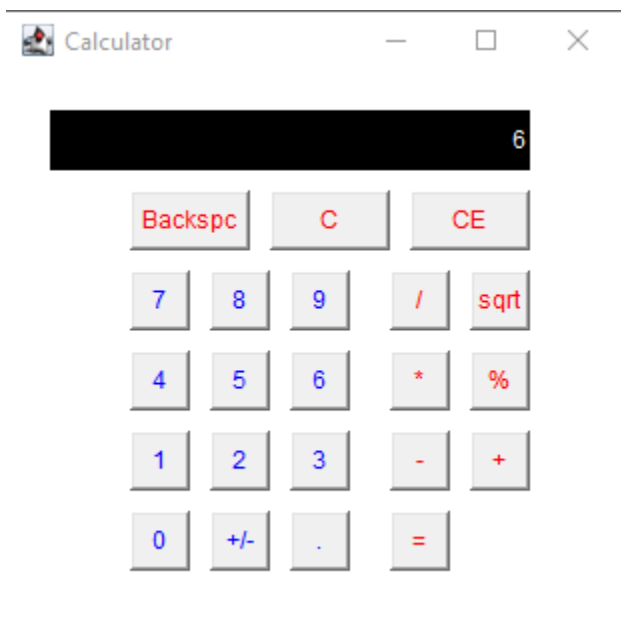 Calculator
6
Backspc C CE
7 8 9 / sqrt
4 5 6 * %
1 2 3 - +
0 +/- . =